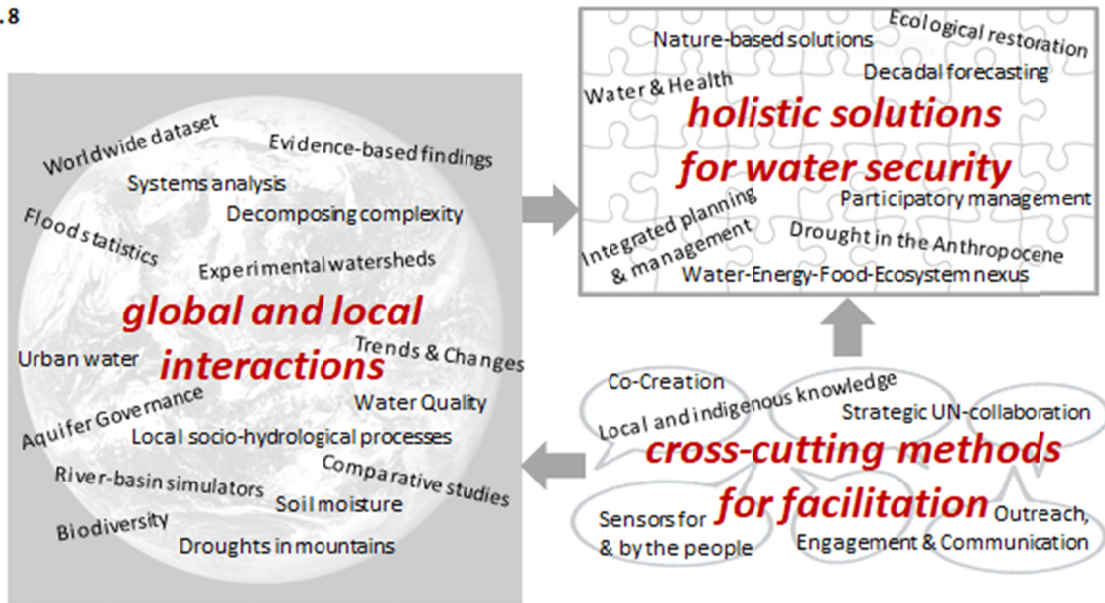 .8
Worldwide dataset
Evidence-based findings
Systems analysis
Decomposing complexity
Flood statistics
Experimental watersheds
global and local
interactions
Trends & Changes
Urban water
Water Quality
Aquifer Governance
Local socio-hydrological processes
Comparative studies
River-basin simulators
Soil moisture
Biodiversity
Droughts in mountains
Ecological restoration
Nature-based solutions
Decadal forecasting
Water & Health
holistic solutions
for water security
Participatory management
Integrated planning
& management
Drought in the Anthropocene
Water-Energy-Food-Ecosystem nexus
Co-Creation
Local and indigenous knowledge
Strategic UN-collaboration
cross-cutting methods
for facilitation
Sensors for
& by the people
Outreach,
Engagement & Communication